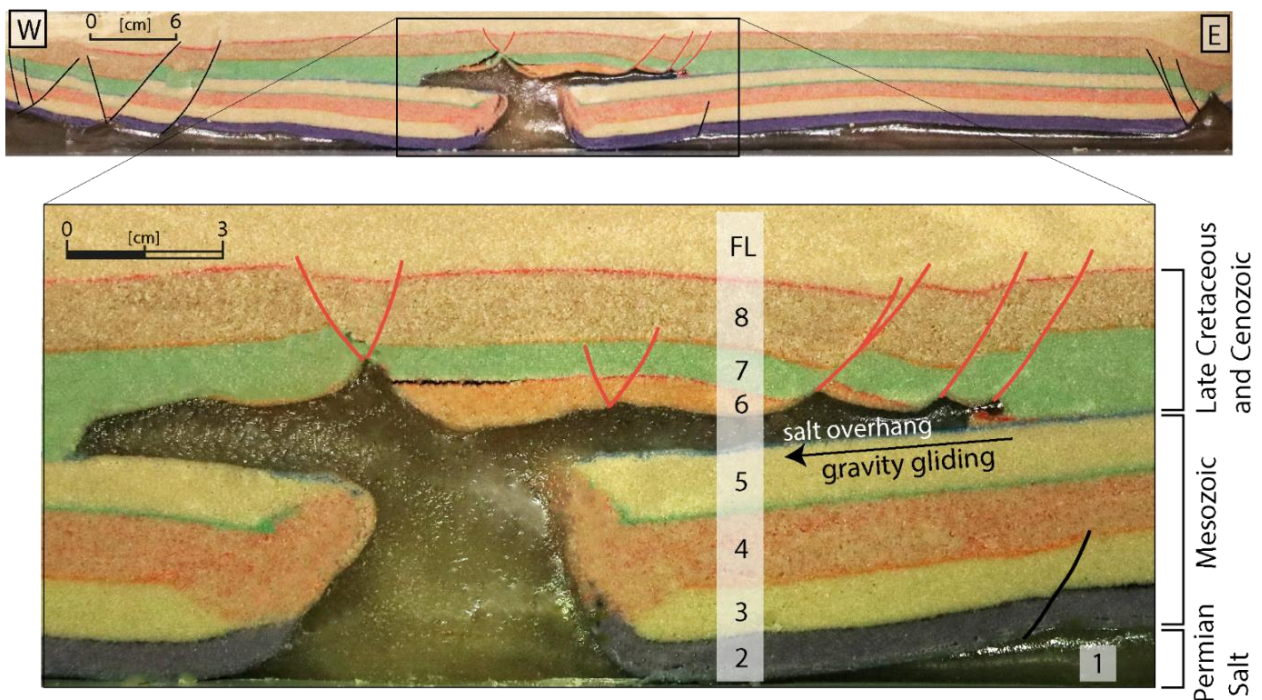 W
0 [cm] 6
E
0 [cm] 3
FL
8
7
6
5
4
3
2
1
salt overhang
gravity gliding
Late Cretaceous
and Cenozoic
Mesozoic
Permian
Salt